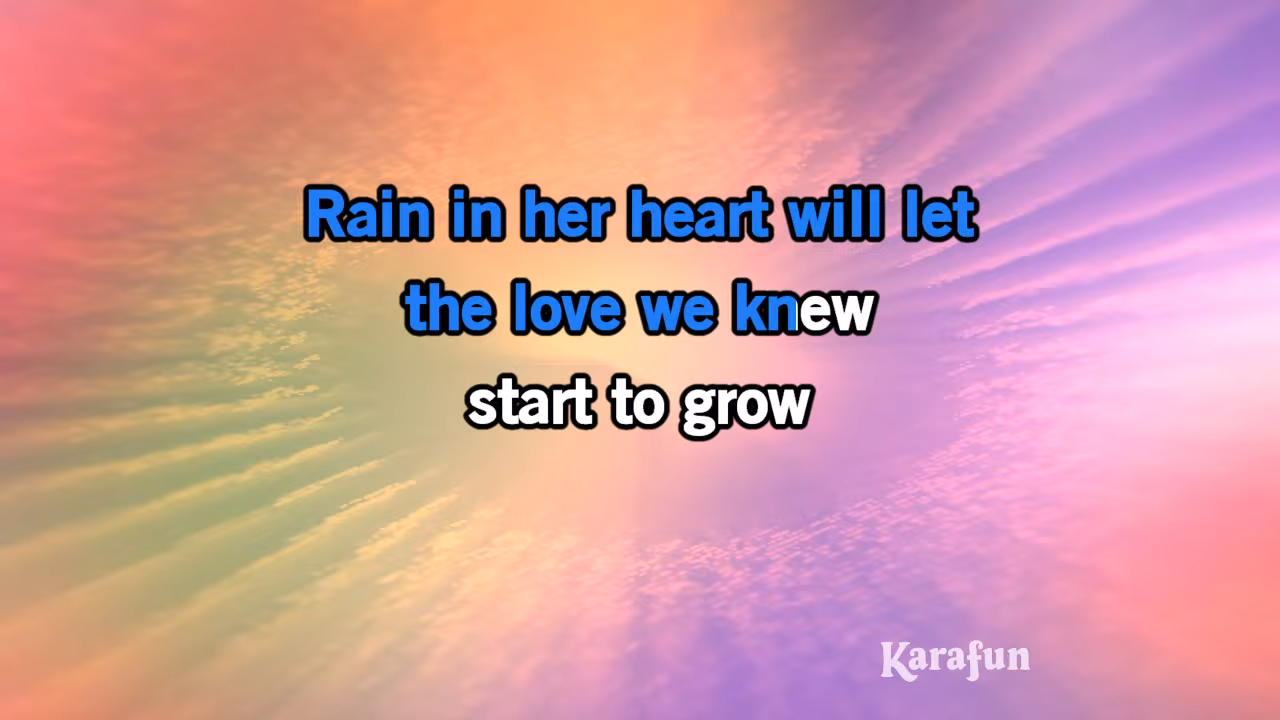 Rain in her heart will let
the love we knew
start to grow
Karafun